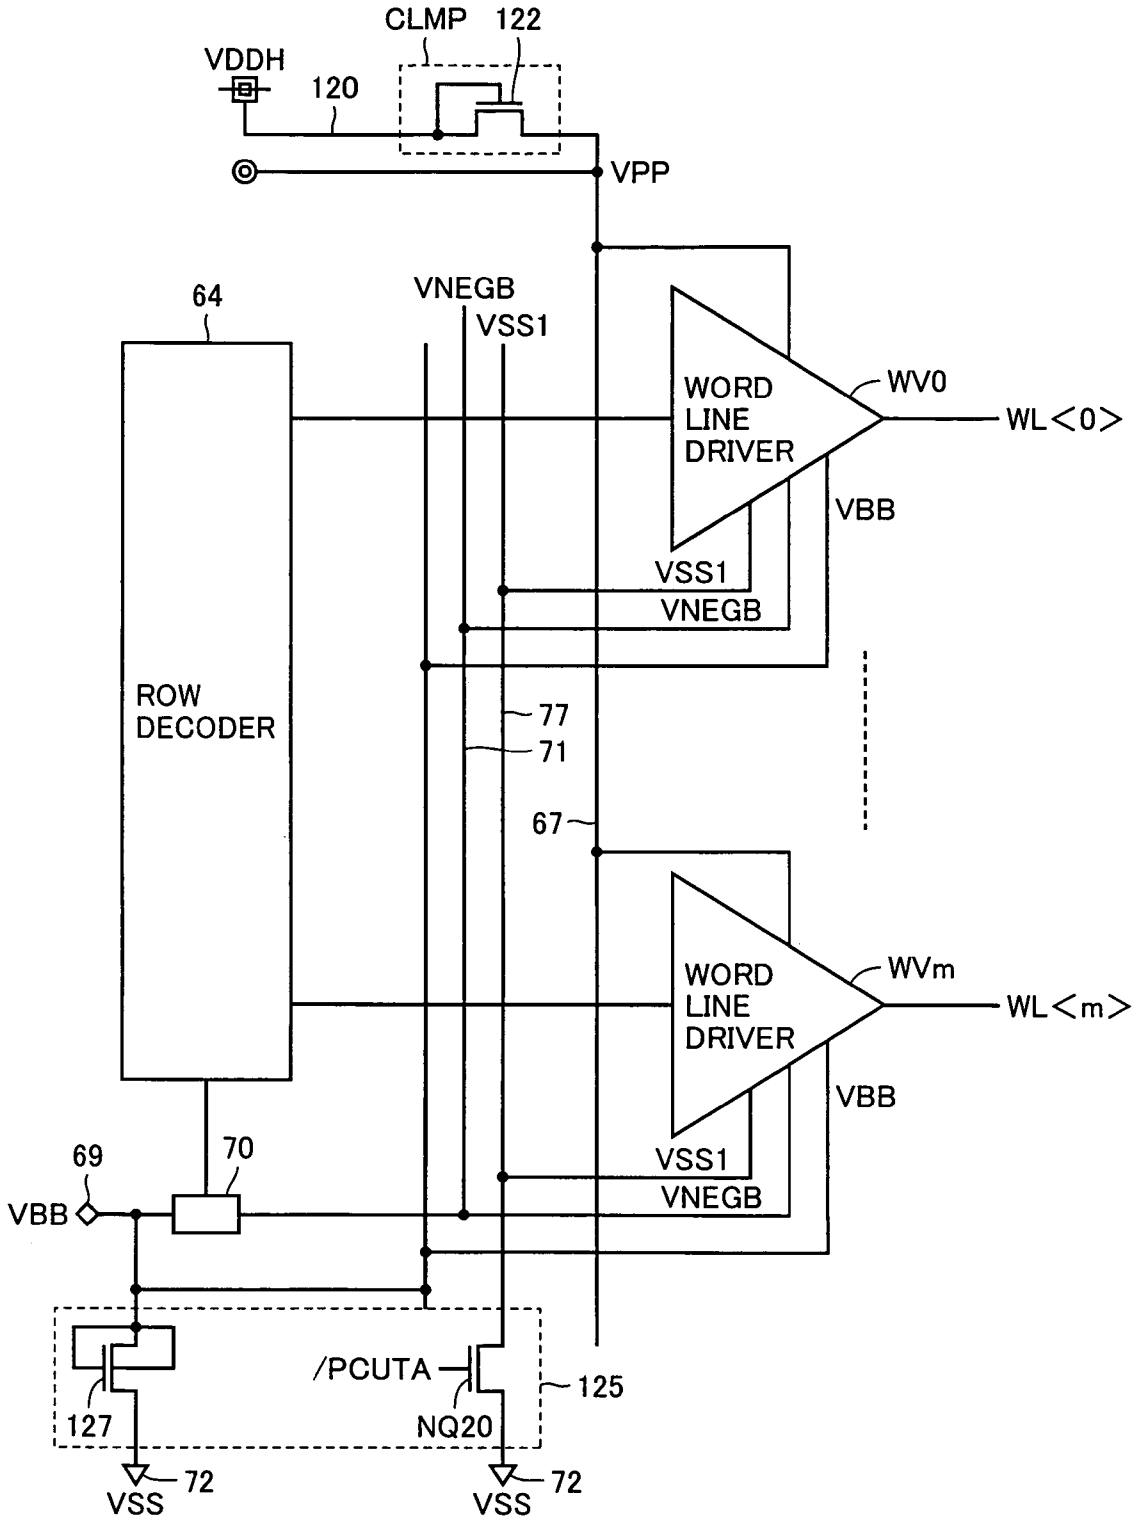 CLMP
122
VDDH
120
VPP
VNEGB
64
VSS1
WORD
LINE
DRIVER
WV0
WL<0>
VBB
VSS1
VNEGB
ROW
DECODER
77
71
67
WORD
LINE
DRIVER
WVm
WL<m>
VBB
69
70
VSS1
VNEGB
VBB
/PCUTA
125
127
NQ20
72
72
VSS
VSS